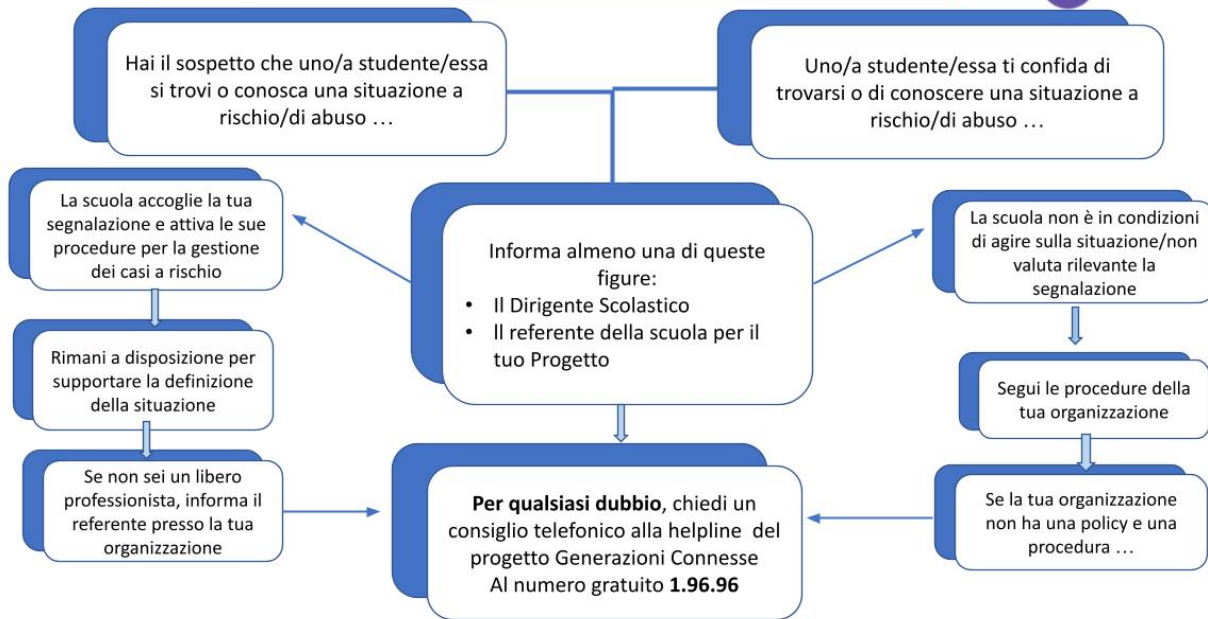 Hai il sospetto che uno/a studente/essa
si trovi o conosca una situazione a
rischio/di abuso …
Uno/a studente/essa ti confida di
trovarsi o di conoscere una situazione a
rischio/di abuso …
La scuola accoglie la tua
segnalazione e attiva le sue
procedure per la gestione
dei casi a rischio
Informa almeno una di queste
figure:
• Il Dirigente Scolastico
• Il referente della scuola per il
tuo Progetto
La scuola non è in condizioni
di agire sulla situazione/non
valuta rilevante la
segnalazione
Rimani a disposizione per
supportare la definizione
della situazione
Segui le procedure della
tua organizzazione
Se non sei un libero
professionista, informa il
referente presso la tua
organizzazione
Per qualsiasi dubbio, chiedi un
consiglio telefonico alla helpline del
progetto Generazioni Connesse
Al numero gratuito 1.96.96
Se la tua organizzazione
non ha una policy e una
procedura …